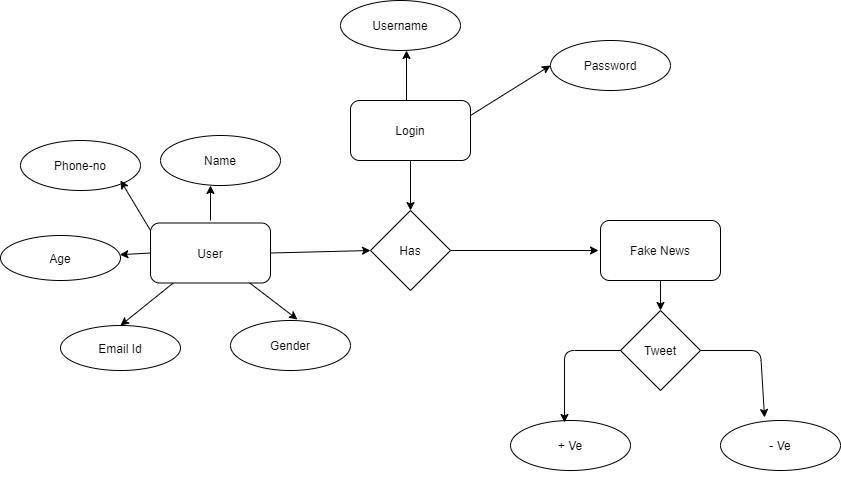 Username
Password
Login
Phone-no
Name
User
Has
Fake News
Age
Email Id
Gender
Tweet
+ Ve
- Ve